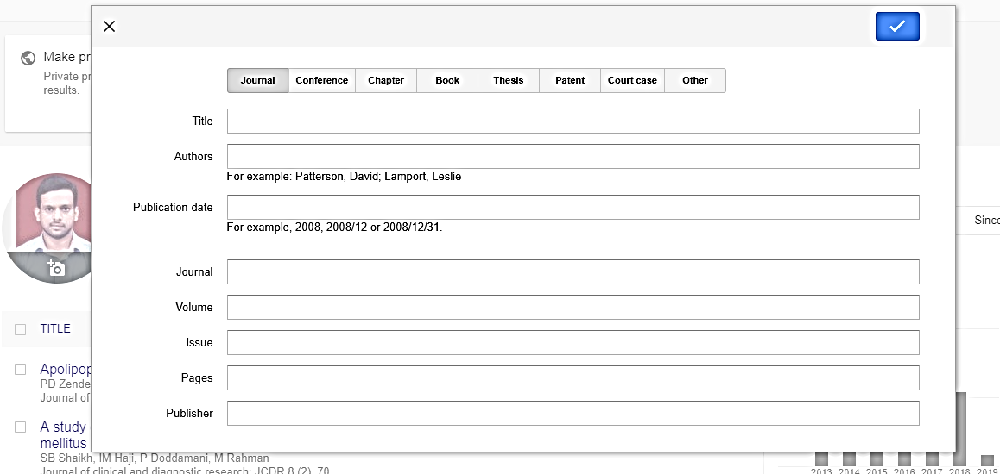 Make pr
Private pr
results.
Journal Conference Chapter Book Thesis Patent Court case Other
Title
Authors
For example: Patterson, David; Lamport, Leslie
Publication date
For example, 2008, 2008/12 or 2008/12/31.
Since
Journal
Volume
Issue
Pages
Publisher
TITLE
Apolipop
PD Zende
Journal of
A study
mellitus
SB Shaikh, IM Haji, P Doddamani, M Rahman
Journal of clinical and diagnostic research: JCDR 8 (2), 70
2013 2014 2015 2016 2017 2018 2019